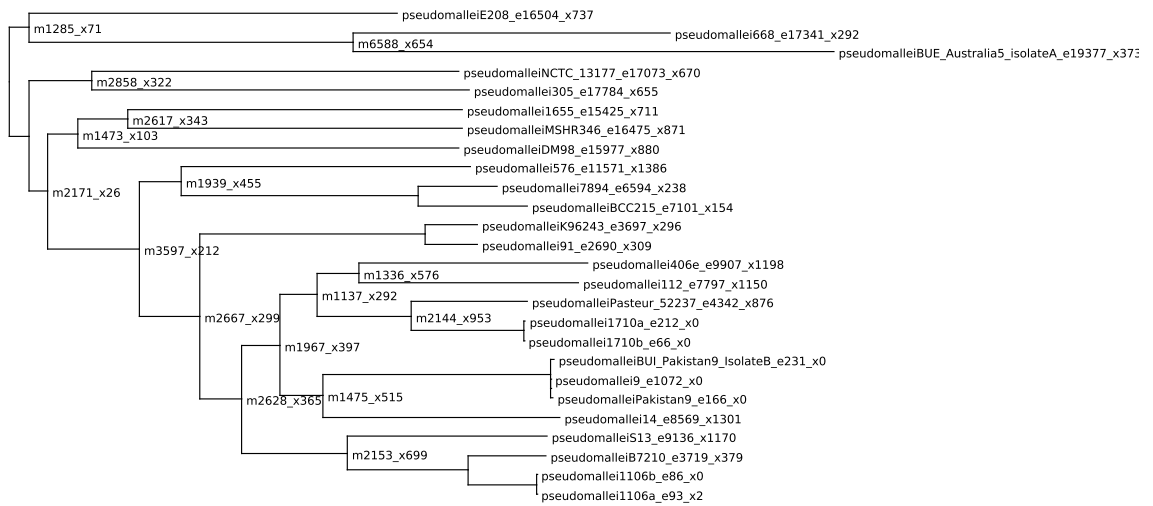 pseudomalleiE208_e16504_x737
m1285_x71
pseudomallei668_e17341_x292
m6588_x654
pseudomalleiBUE_Australia5_isolateA_e19377_x373
pseudomalleiNCTC_13177_e17073_x670
m2858_x322
pseudomallei305_e17784_x655
pseudomallei1655_e15425_x711
m2617_x343
pseudomalleiMSHR346_e16475_x871
m1473_x103
pseudomalleiDM98_e15977_x880
pseudomallei576_e11571_x1386
m1939_x455
pseudomallei7894_e6594_x238
m2171_x26
pseudomalleiBCC215_e7101_x154
pseudomalleiK96243_e3697_x296
pseudomallei91_e2690_x309
m3597_x212
pseudomallei406e_e9907_x1198
m1336_x576
pseudomallei112_e7797_x1150
m1137_x292
pseudomalleiPasteur_52237_e4342_x876
m2667_x299
m2144_x953
pseudomallei1710a_e212_x0
pseudomallei1710b_e66_x0
m1967_x397
pseudomalleiBUI_Pakistan9_IsolateB_e231_x0
pseudomallei9_e1072_x0
m2628_x365
m1475_x515
pseudomalleiPakistan9_e166_x0
pseudomallei14_e8569_x1301
pseudomalleiS13_e9136_x1170
m2153_x699
pseudomalleiB7210_e3719_x379
pseudomallei1106b_e86_x0
pseudomallei1106a_e93_x2